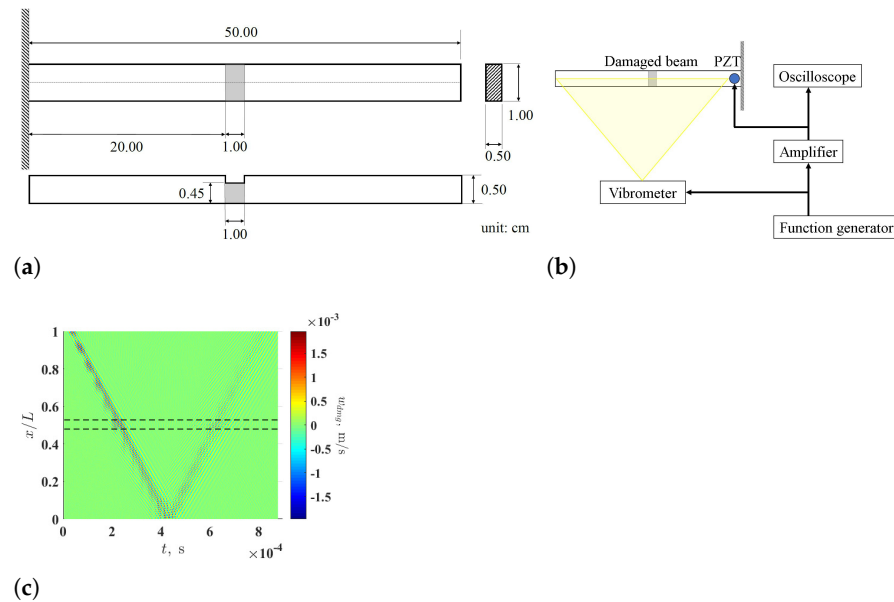 50.00
20.00
1.00
1.00
0.50
0.45
0.50
1.00
unit: cm
(a)
Damaged beam
PZT
Oscilloscope
Amplifier
Vibrometer
Function generator
(b)
×10⁻³
1
0.8
0.6
0.4
0.2
0
x/L
0
2
4
6
8
t, s
×10⁻⁴
1.5
1
0.5
0
-0.5
-1
-1.5
w_dmg, m/s
(c)